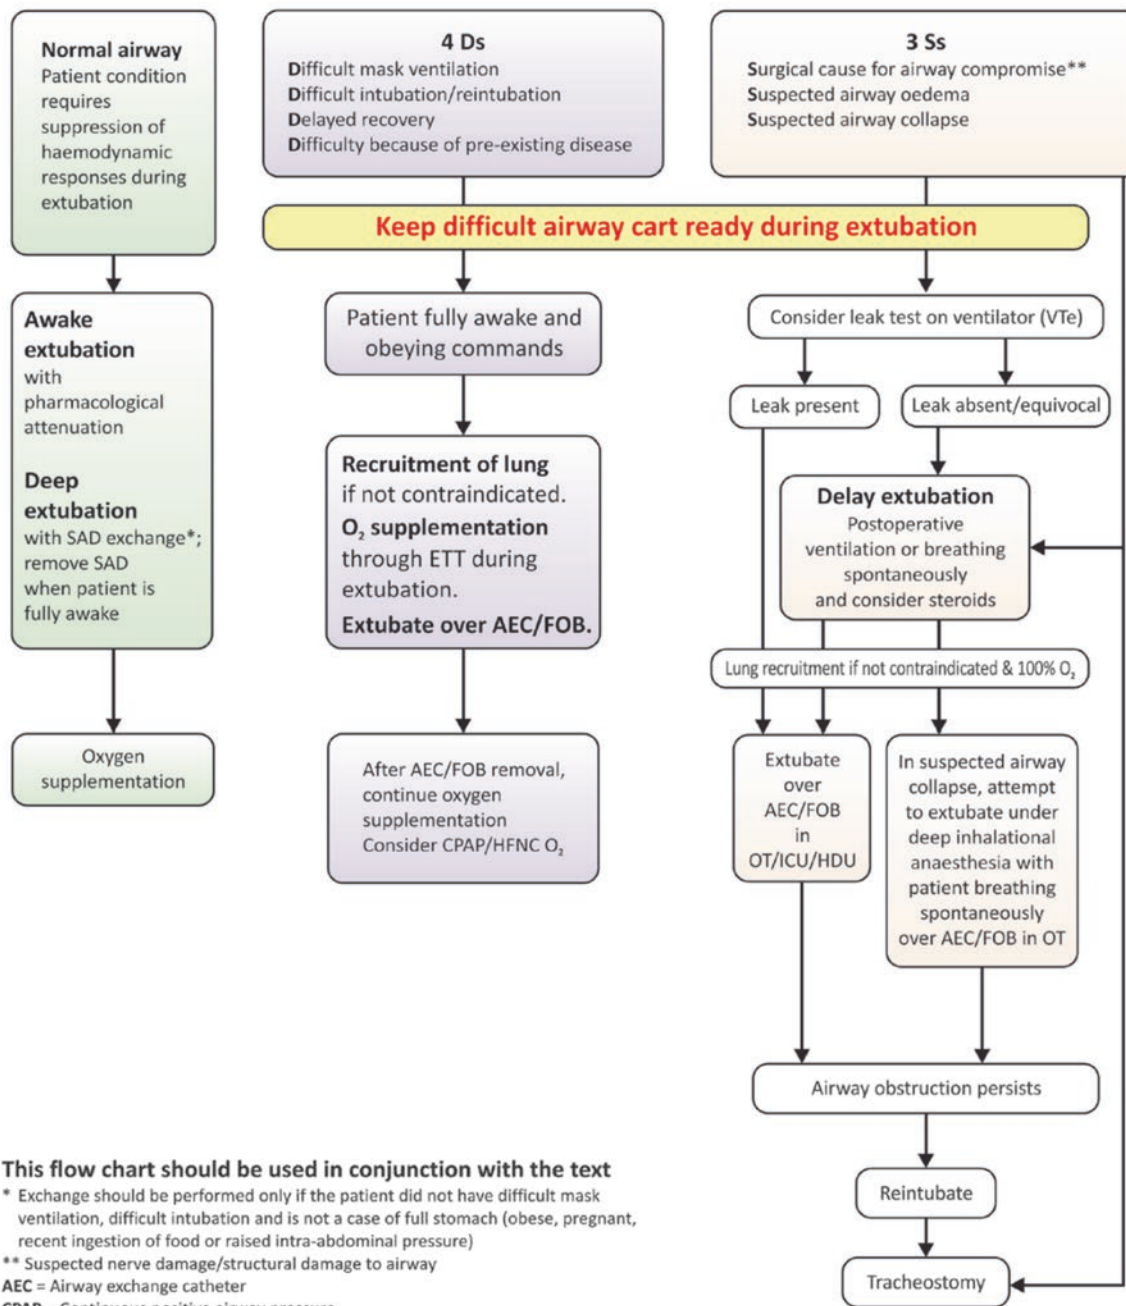 Normal airway
Patient condition
requires
suppression of
haemodynamic
responses during
extubation
4 Ds
Difficult mask ventilation
Difficult intubation/reintubation
Delayed recovery
Difficulty because of pre-existing disease
3 Ss
Surgical cause for airway compromise**
Suspected airway oedema
Suspected airway collapse
Keep difficult airway cart ready during extubation
Awake
extubation
with
pharmacological
attenuation
Deep
extubation
with SAD exchange*;
remove SAD
when patient is
fully awake
Oxygen
supplementation
Patient fully awake and
obeying commands
Recruitment of lung
if not contraindicated.
O₂ supplementation
through ETT during
extubation.
Extubate over AEC/FOB.
After AEC/FOB removal,
continue oxygen
supplementation
Consider CPAP/HFNC O₂
Consider leak test on ventilator (VTe)
Leak present
Leak absent/equivocal
Delay extubation
Postoperative
ventilation or breathing
spontaneously
and consider steroids
Lung recruitment if not contraindicated & 100% O₂
Extubate
over
AEC/FOB
in
OT/ICU/HDU
In suspected airway
collapse, attempt
to extubate under
deep inhalational
anaesthesia with
patient breathing
spontaneously
over AEC/FOB in OT
Airway obstruction persists
Reintubate
Tracheostomy
This flow chart should be used in conjunction with the text
* Exchange should be performed only if the patient did not have difficult mask
ventilation, difficult intubation and is not a case of full stomach (obese, pregnant,
recent ingestion of food or raised intra-abdominal pressure)
** Suspected nerve damage/structural damage to airway
AEC = Airway exchange catheter
CPAP = Continuous positive airway pressure